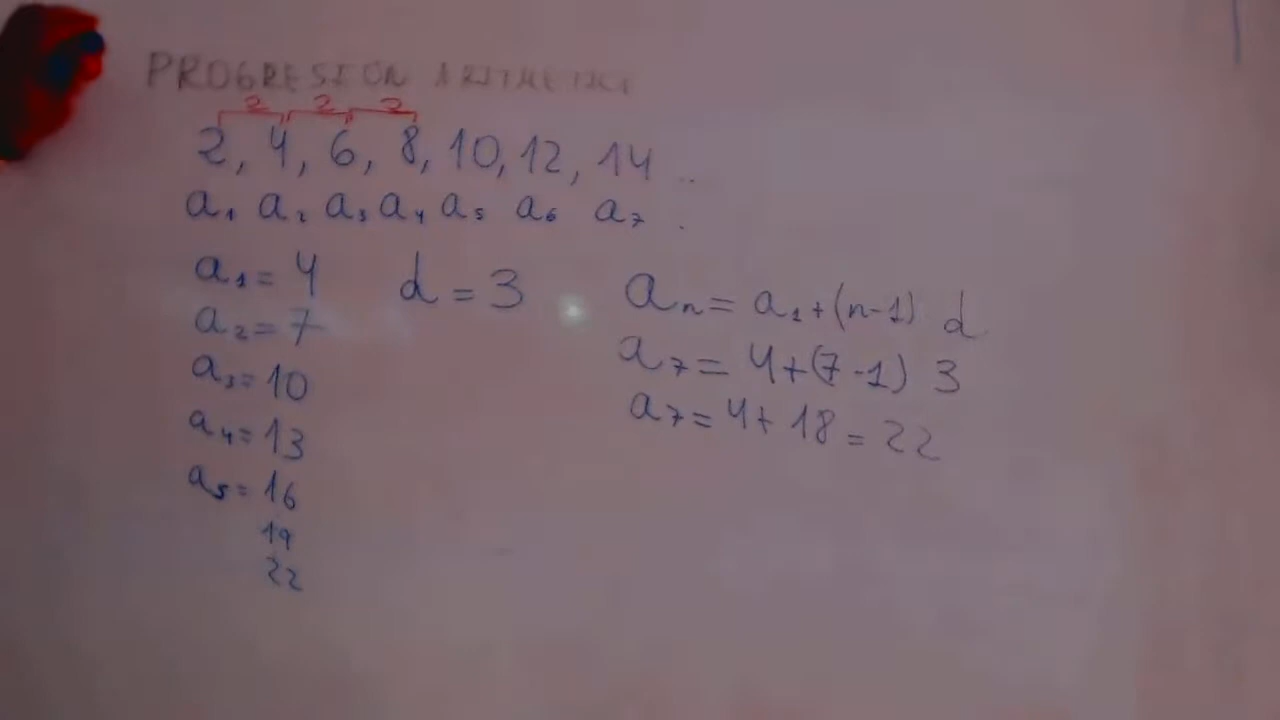 PROGRESION ARITMETICA
2 2 2
2, 4, 6, 8, 10, 12, 14 ..
a₁ a₂ a₃ a₄ a₅ a₆ a₇ .
a₁ = 4 d = 3 aₙ = a₁ + (n-1) d
a₂ = 7 a₇ = 4 + (7-1) 3
a₃ = 10 a₇ = 4 + 18 = 22
a₄ = 13
a₅ = 16
19
22